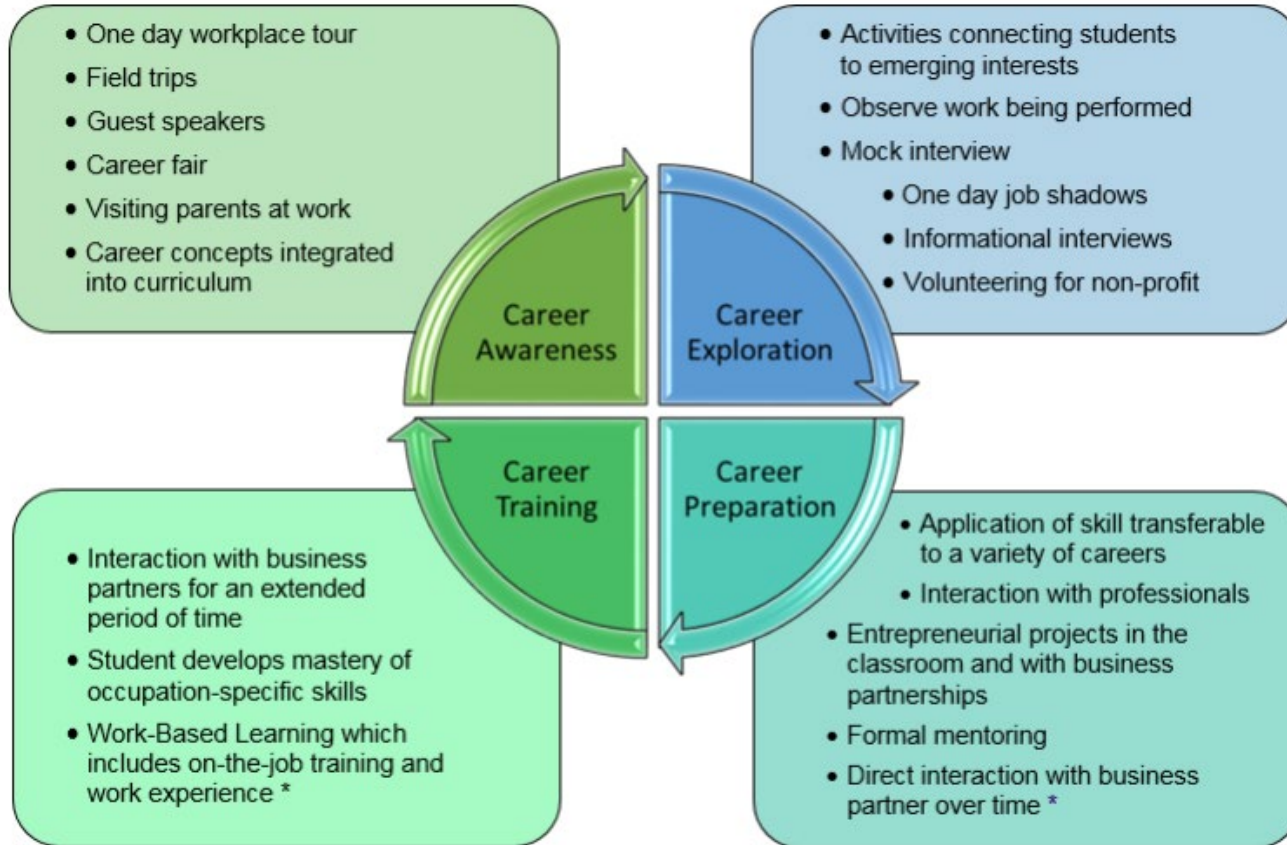 • One day workplace tour
• Field trips
• Guest speakers
• Career fair
• Visiting parents at work
• Career concepts integrated
into curriculum
• Activities connecting students
to emerging interests
• Observe work being performed
• Mock interview
• One day job shadows
• Informational interviews
• Volunteering for non-profit
Career
Awareness
Career
Exploration
Career
Training
Career
Preparation
• Interaction with business
partners for an extended
period of time
• Student develops mastery of
occupation-specific skills
• Work-Based Learning which
includes on-the-job training and
work experience *
• Application of skill transferable
to a variety of careers
• Interaction with professionals
• Entrepreneurial projects in the
classroom and with business
partnerships
• Formal mentoring
• Direct interaction with business
partner over time *